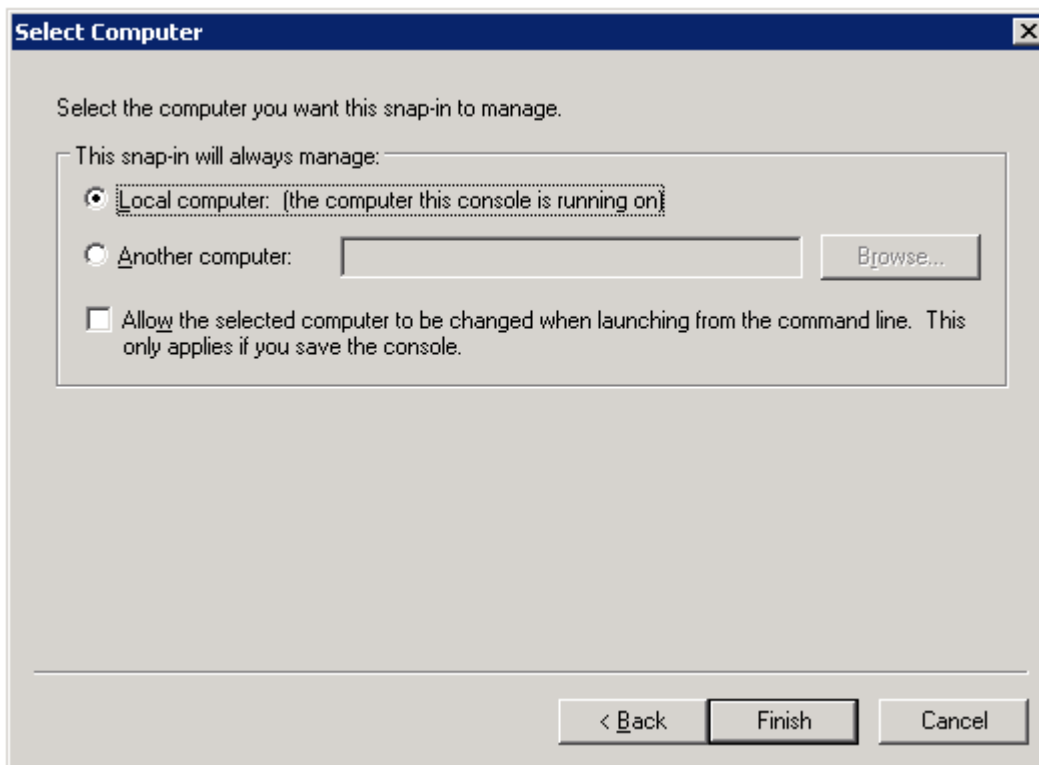 Select Computer
Select the computer you want this snap-in to manage.
This snap-in will always manage:
Local computer:  (the computer this console is running on)
Another computer:
Browse...
Allow the selected computer to be changed when launching from the command line.  This
only applies if you save the console.
< Back
Finish
Cancel